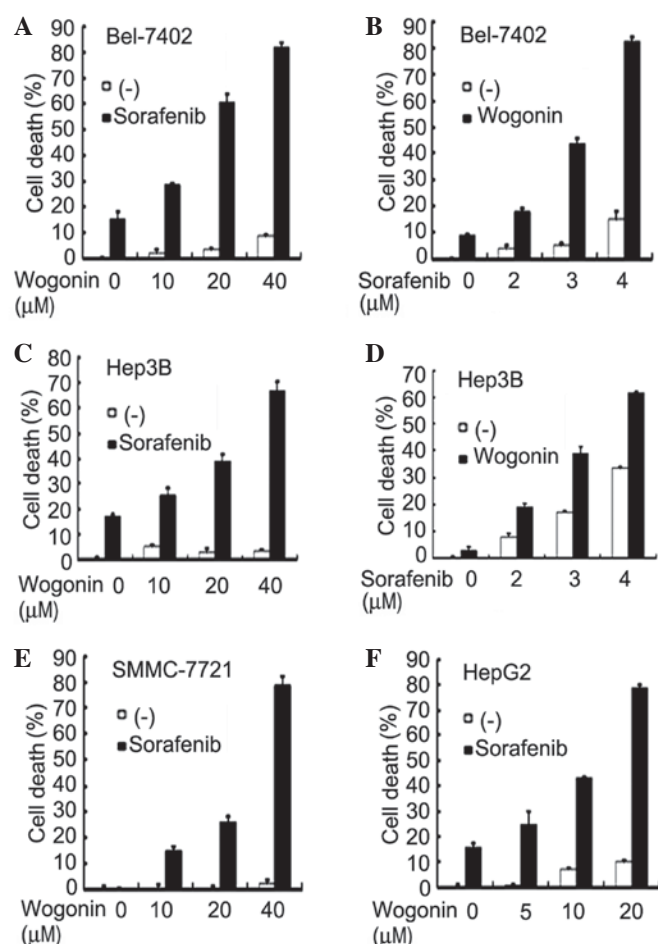 A
Bel-7402
(-)
Sorafenib
Cell death (%)
90
80
70
60
50
40
30
20
10
0
Wogonin 0 10 20 40
(µM)
B
Bel-7402
(-)
Wogonin
Cell death (%)
90
80
70
60
50
40
30
20
10
0
Sorafenib 0 2 3 4
(µM)
C
Hep3B
(-)
Sorafenib
Cell death (%)
80
70
60
50
40
30
20
10
0
Wogonin 0 10 20 40
(µM)
D
Hep3B
(-)
Wogonin
Cell death (%)
80
70
60
50
40
30
20
10
0
Sorafenib 0 2 3 4
(µM)
E
SMMC-7721
(-)
Sorafenib
Cell death (%)
90
80
70
60
50
40
30
20
10
0
Wogonin 0 10 20 40
(µM)
F
HepG2
(-)
Sorafenib
Cell death (%)
90
80
70
60
50
40
30
20
10
0
Wogonin 0 5 10 20
(µM)